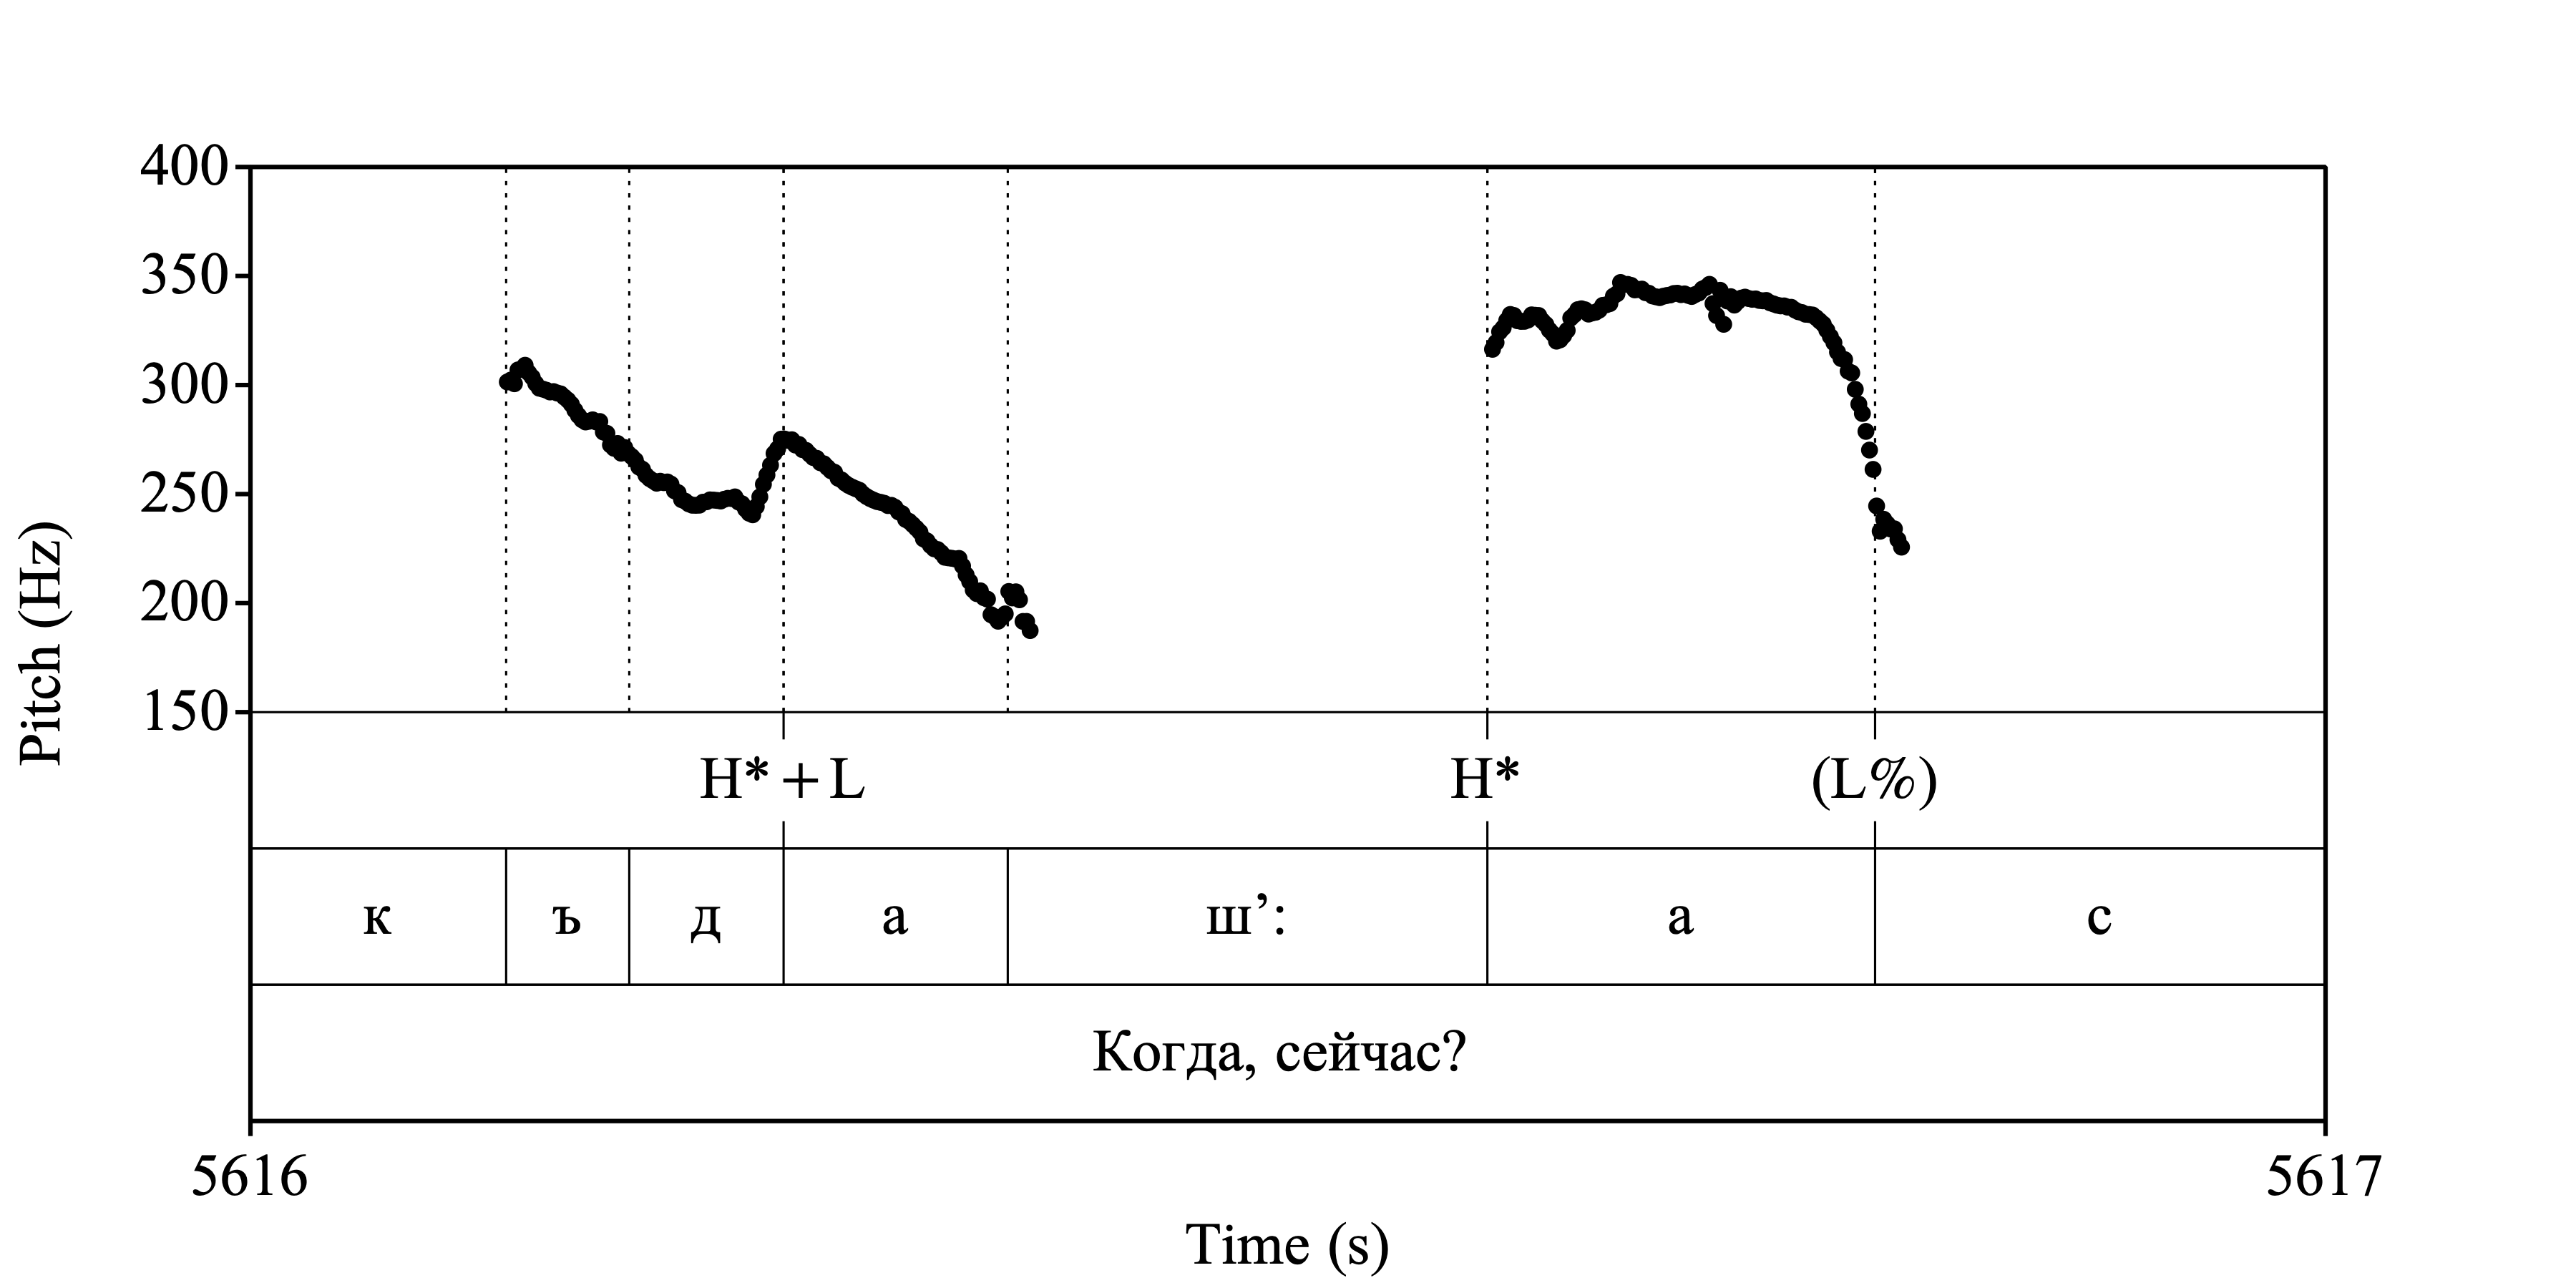 400
350
300
250
200
150
Pitch (Hz)
H* + L H* (L%)
к ъ д а ш’: а с
Когда, сейчас?
5616 5617
Time (s)